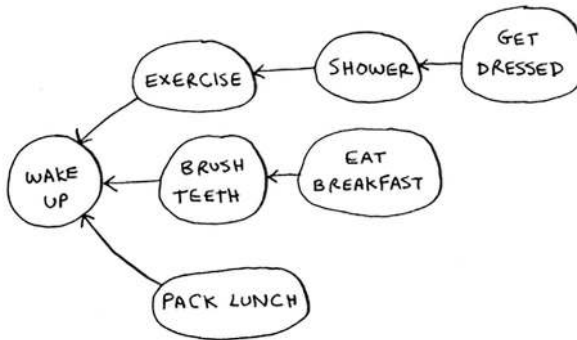 GET
DRESSED
SHOWER
EXERCISE
WAKE
UP
BRUSH
TEETH
EAT
BREAKFAST
PACK LUNCH